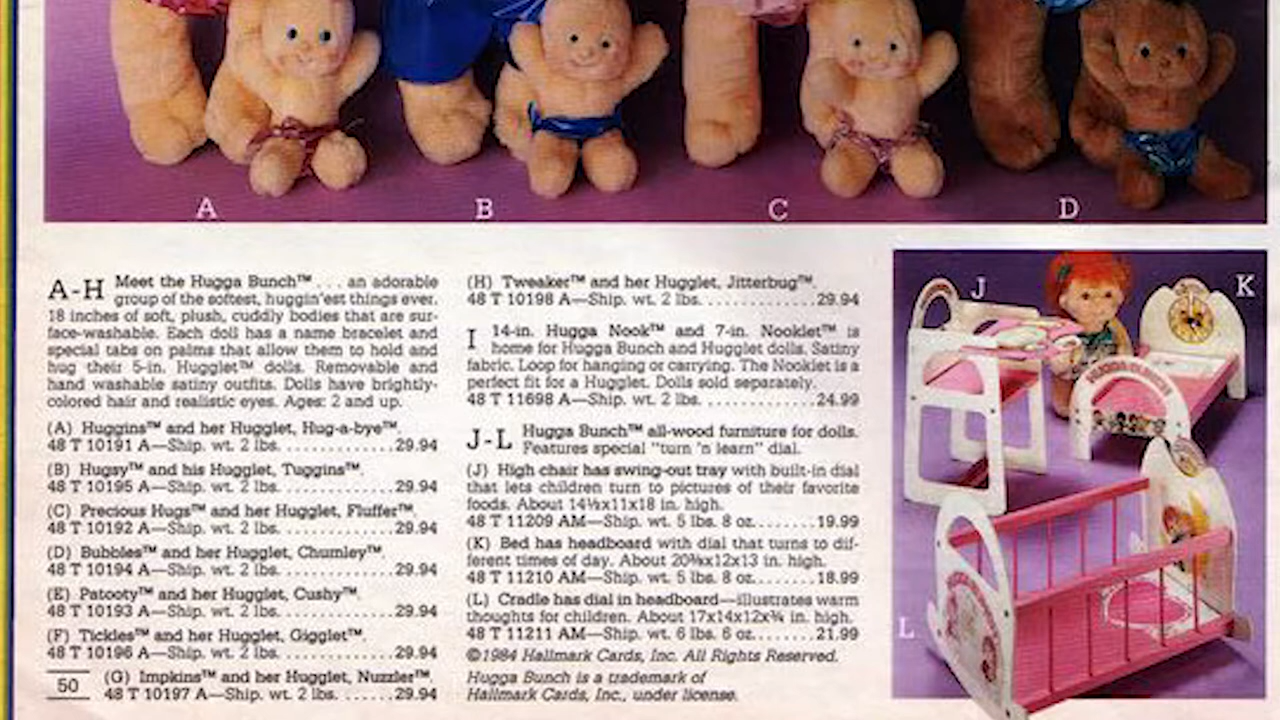 A B C D
A-H Meet the Hugga Bunch™ . . . an adorable
group of the softest, huggin'est things ever.
18 inches of soft, plush, cuddly bodies that are sur-
face-washable. Each doll has a name bracelet and
special tabs on palms that allow them to hold and
hug their 5-in. Hugglet™ dolls. Removable and
hand washable satiny outfits. Dolls have brightly-
colored hair and realistic eyes. Ages: 2 and up.
(A) Huggins™ and her Hugglet, Hug-a-bye™.
48 T 10191 A—Ship. wt. 2 lbs. . . . . . . . . . . . . .29.94
(B) Hugsy™ and his Hugglet, Tuggins™.
48 T 10195 A—Ship. wt. 2 lbs. . . . . . . . . . . . . .29.94
(C) Precious Hugs™ and her Hugglet, Fluffer™.
48 T 10192 A—Ship. wt. 2 lbs. . . . . . . . . . . . . .29.94
(D) Bubbles™ and her Hugglet, Chumley™.
48 T 10194 A—Ship. wt. 2 lbs. . . . . . . . . . . . . .29.94
(E) Patooty™ and her Hugglet, Cushy™.
48 T 10193 A—Ship. wt. 2 lbs. . . . . . . . . . . . . .29.94
(F) Tickles™ and her Hugglet, Gigglet™.
48 T 10196 A—Ship. wt. 2 lbs. . . . . . . . . . . . . .29.94
(G) Impkins™ and her Hugglet, Nuzzler™.
48 T 10197 A—Ship. wt. 2 lbs. . . . . . .29.94
50
(H) Tweaker™ and her Hugglet, Jitterbug™.
48 T 10198 A—Ship. wt. 2 lbs. . . . . . . . . . . . . .29.94
I 14-in. Hugga Nook™ and 7-in. Nooklet™ is
home for Hugga Bunch and Hugglet dolls. Satiny
fabric. Loop for hanging or carrying. The Nooklet is a
perfect fit for a Hugglet. Dolls sold separately.
48 T 11698 A—Ship. wt. 2 lbs. . . . . . . . . . . . . .24.99
J-L Hugga Bunch™ all-wood furniture for dolls.
Features special "turn 'n learn" dial.
(J) High chair has swing-out tray with built-in dial
that lets children turn to pictures of their favorite
foods. About 14½x11x18 in. high.
48 T 11209 AM—Ship. wt. 5 lbs. 8 oz. . . . . . . .19.99
(K) Bed has headboard with dial that turns to dif-
ferent times of day. About 20⅜x12x13 in. high.
48 T 11210 AM—Ship. wt. 5 lbs. 8 oz. . . . . . . .18.99
(L) Cradle has dial in headboard—illustrates warm
thoughts for children. About 17x14x12x¾ in. high.
48 T 11211 AM—Ship. wt. 6 lbs. 6 oz. . . . . . . .21.99
©1984 Hallmark Cards, Inc. All Rights Reserved.
Hugga Bunch is a trademark of
Hallmark Cards, Inc., under license.
J
K
HUGGA BUNCH
L